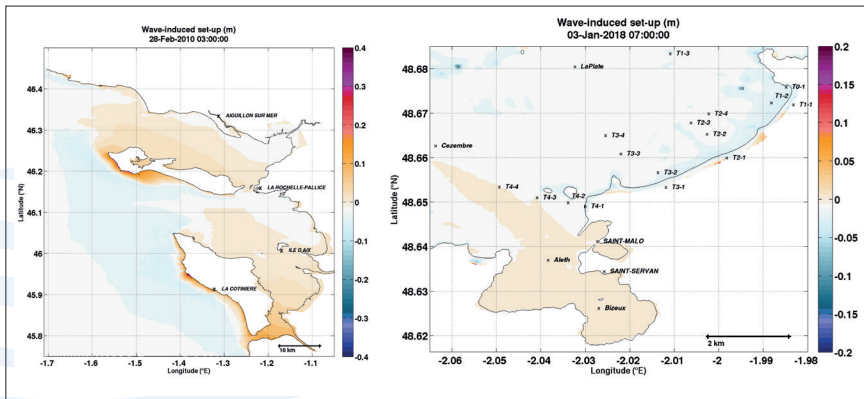 Wave-induced set-up (m)
28-Feb-2010 03:00:00
46.4
46.3
46.2
46.1
46
45.9
45.8
Latitude (°N)
AIGUILLON SUR MER
LA ROCHELLE-PALLICE
ILE D AIX
LA COTINIERE
10 km
-1.7
-1.6
-1.5
-1.4
-1.3
-1.2
-1.1
Longitude (°E)
0.4
0.3
0.2
0.1
0
-0.1
-0.2
-0.3
-0.4
Wave-induced set-up (m)
03-Jan-2018 07:00:00
48.68
48.67
48.66
48.65
48.64
48.63
48.62
Latitude (°N)
T1-3
LaPlate
T0-1
T1-2
T1-1
T2-4
T2-3
T3-4
T2-2
Cezembre
T3-3
T2-1
T3-2
T4-4
T3-1
T4-3
T4-2
T4-1
SAINT-MALO
Aleth
SAINT-SERVAN
Bizeux
2 km
-2.06
-2.05
-2.04
-2.03
-2.02
-2.01
-2
-1.99
-1.98
Longitude (°E)
0.2
0.15
0.1
0.05
0
-0.05
-0.1
-0.15
-0.2